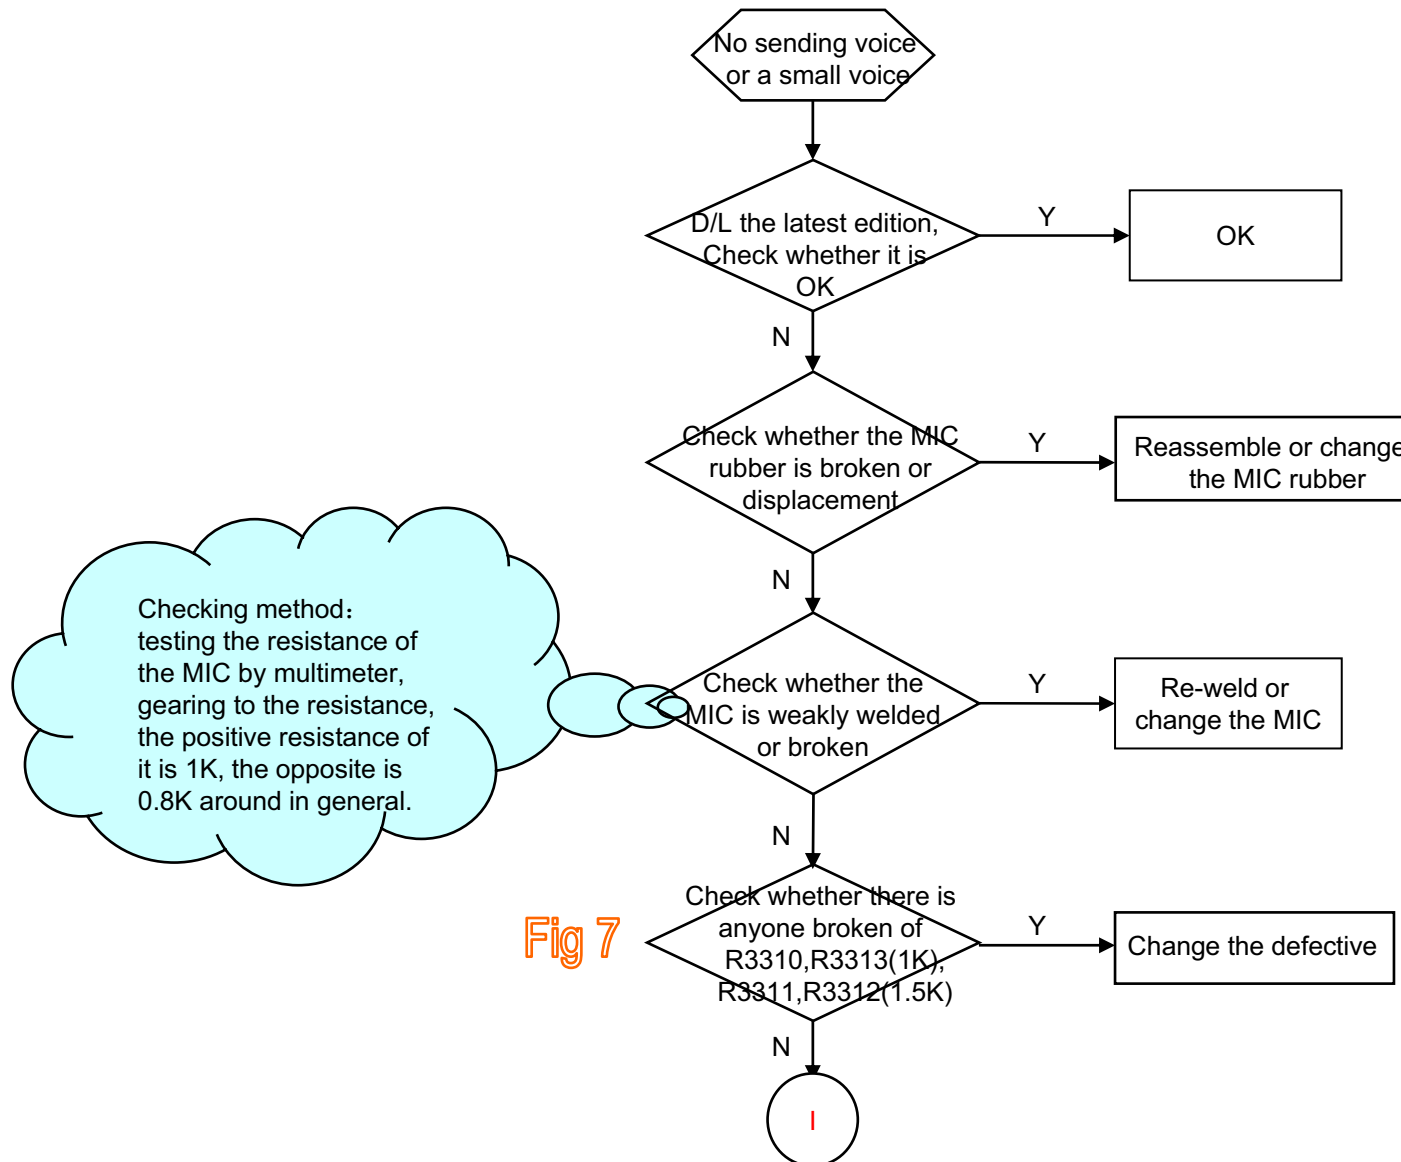 No sending voice
or a small voice
D/L the latest edition,
Check whether it is
OK
Y
OK
N
Check whether the MIC
rubber is broken or
displacement
Y
Reassemble or change
the MIC rubber
N
Checking method：
testing the resistance of
the MIC by multimeter,
gearing to the resistance,
the positive resistance of
it is 1K, the opposite is
0.8K around in general.
Check whether the
MIC is weakly welded
or broken
Y
Re-weld or
change the MIC
N
Fig 7
Check whether there is
anyone broken of
R3310,R3313(1K),
R3311,R3312(1.5K)
Y
Change the defective
N
I